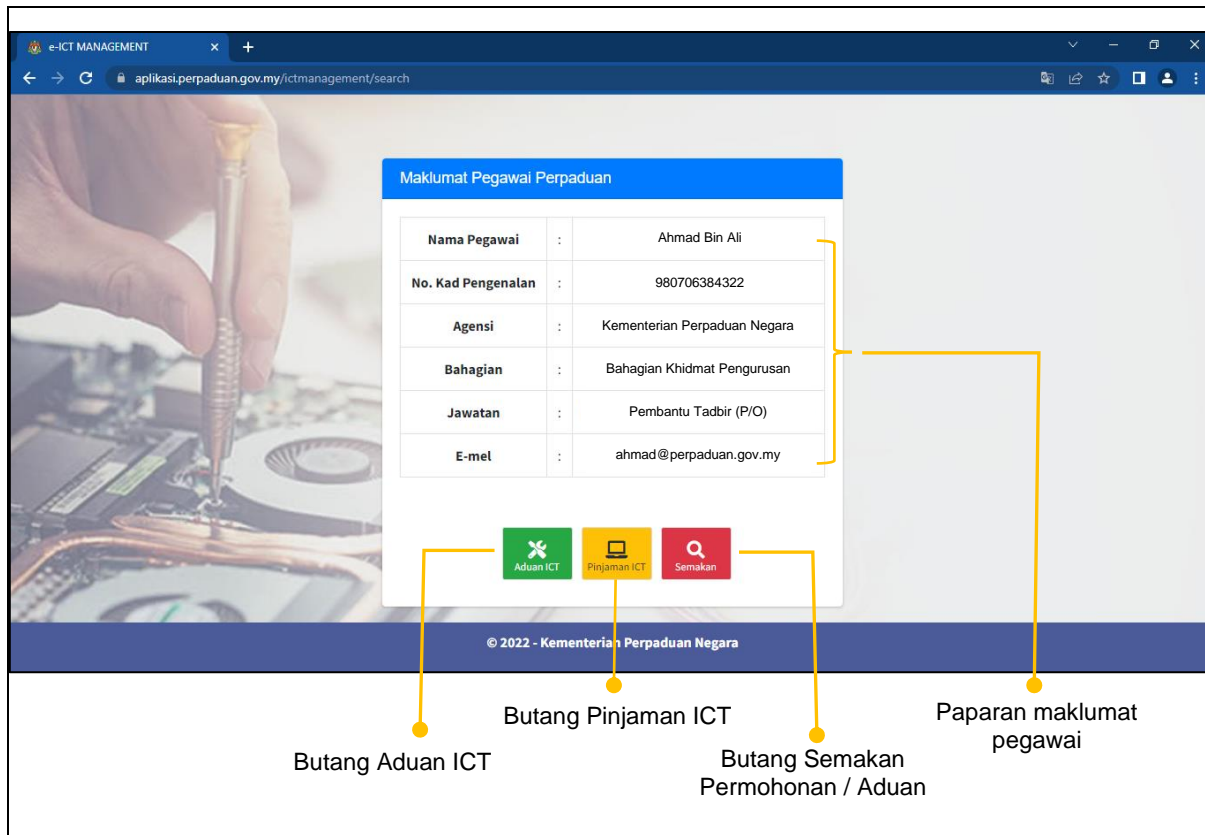 e-ICT MANAGEMENT
aplikasi.perpaduan.gov.my/ictmanagement/search
Maklumat Pegawai Perpaduan
Nama Pegawai : Ahmad Bin Ali
No. Kad Pengenalan : 980706384322
Agensi : Kementerian Perpaduan Negara
Bahagian : Bahagian Khidmat Pengurusan
Jawatan : Pembantu Tadbir (P/O)
E-mel : ahmad@perpaduan.gov.my
Aduan ICT Pinjaman ICT Semakan
© 2022 - Kementerian Perpaduan Negara
Butang Pinjaman ICT
Butang Aduan ICT
Butang Semakan
Permohonan / Aduan
Paparan maklumat
pegawai